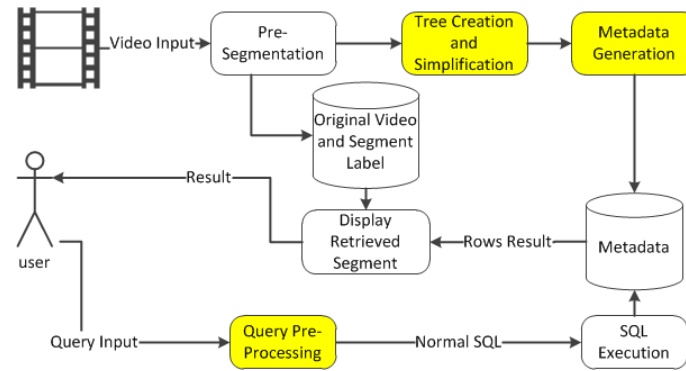 Video Input
Pre-
Segmentation
Tree Creation
and
Simplification
Metadata
Generation
Original Video
and Segment
Label
Result
Display
Retrieved
Segment
Rows Result
Metadata
user
Query Input
Query Pre-
Processing
Normal SQL
SQL
Execution